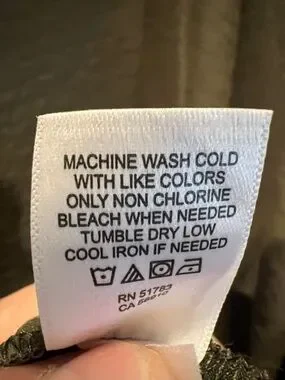 MACHINE WASH COLD
WITH LIKE COLORS
ONLY NON CHLORINE
BLEACH WHEN NEEDED
TUMBLE DRY LOW
COOL IRON IF NEEDED
RN 51783
CA